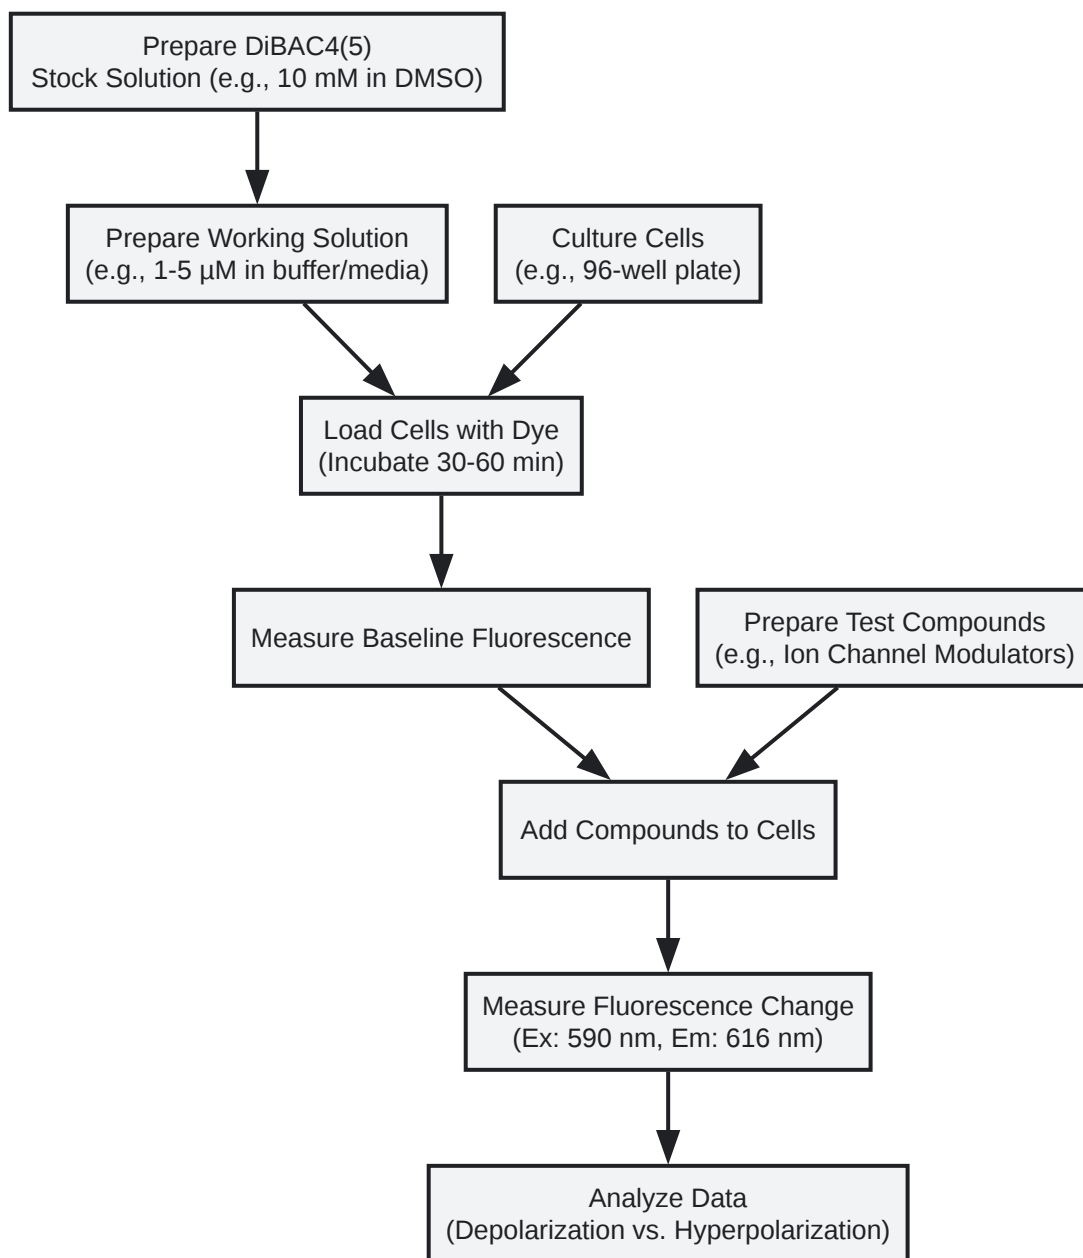 Prepare DiBAC4(5)
Stock Solution (e.g., 10 mM in DMSO)
Prepare Working Solution
(e.g., 1-5 µM in buffer/media)
Culture Cells
(e.g., 96-well plate)
Load Cells with Dye
(Incubate 30-60 min)
Measure Baseline Fluorescence
Prepare Test Compounds
(e.g., Ion Channel Modulators)
Add Compounds to Cells
Measure Fluorescence Change
(Ex: 590 nm, Em: 616 nm)
Analyze Data
(Depolarization vs. Hyperpolarization)